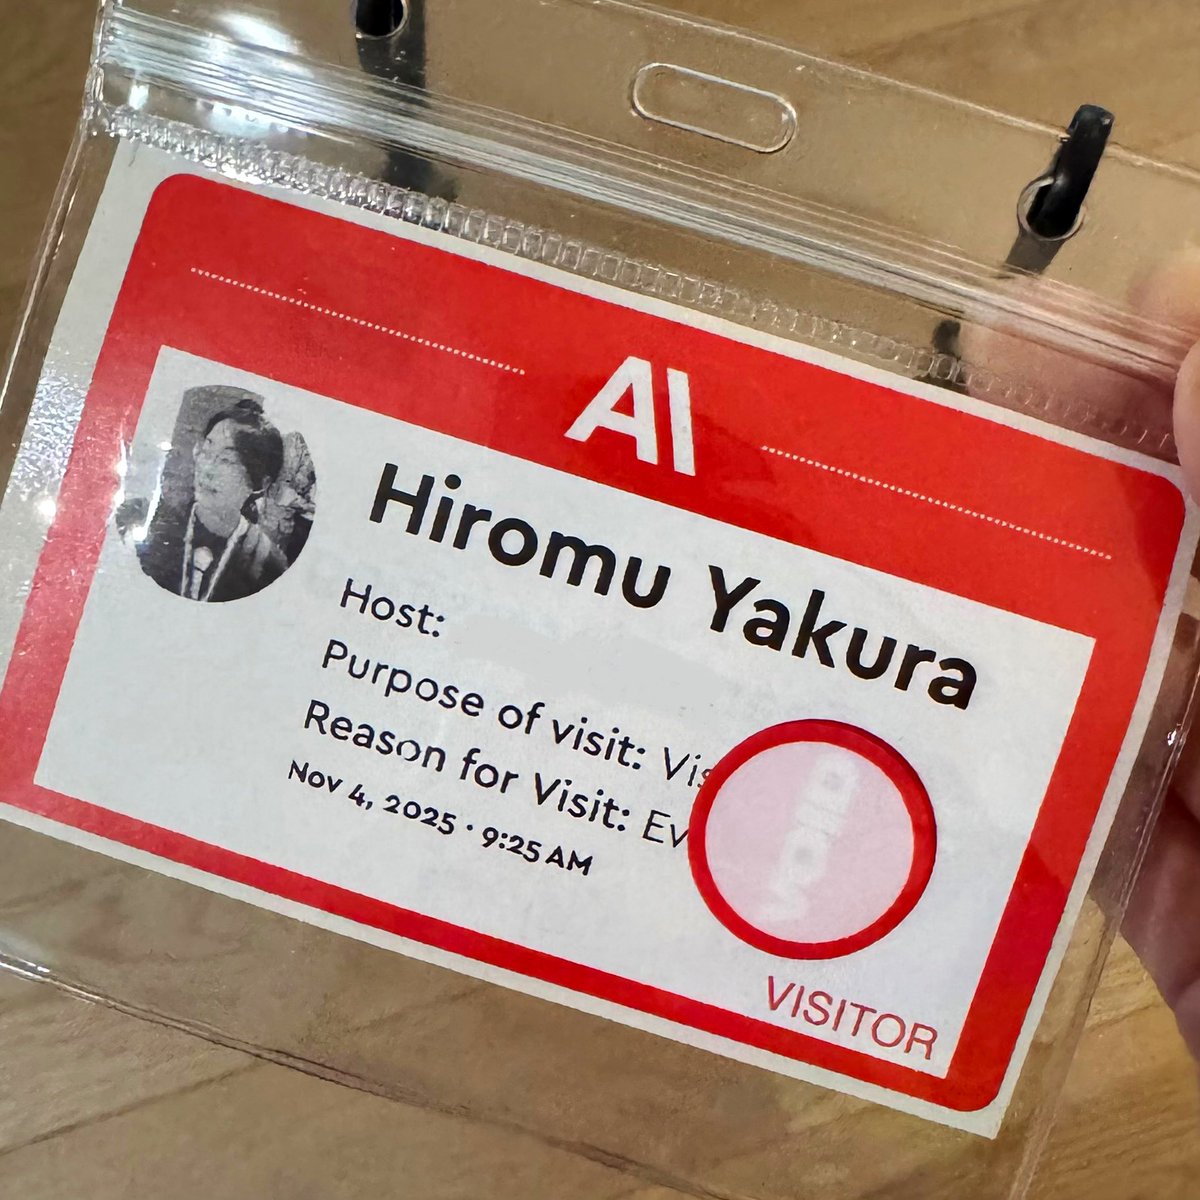 AI
Hiromu Yakura
Host:
Purpose of visit: Vis
Reason for Visit: Ev
Nov 4, 2025 · 9:25 AM
VISITOR